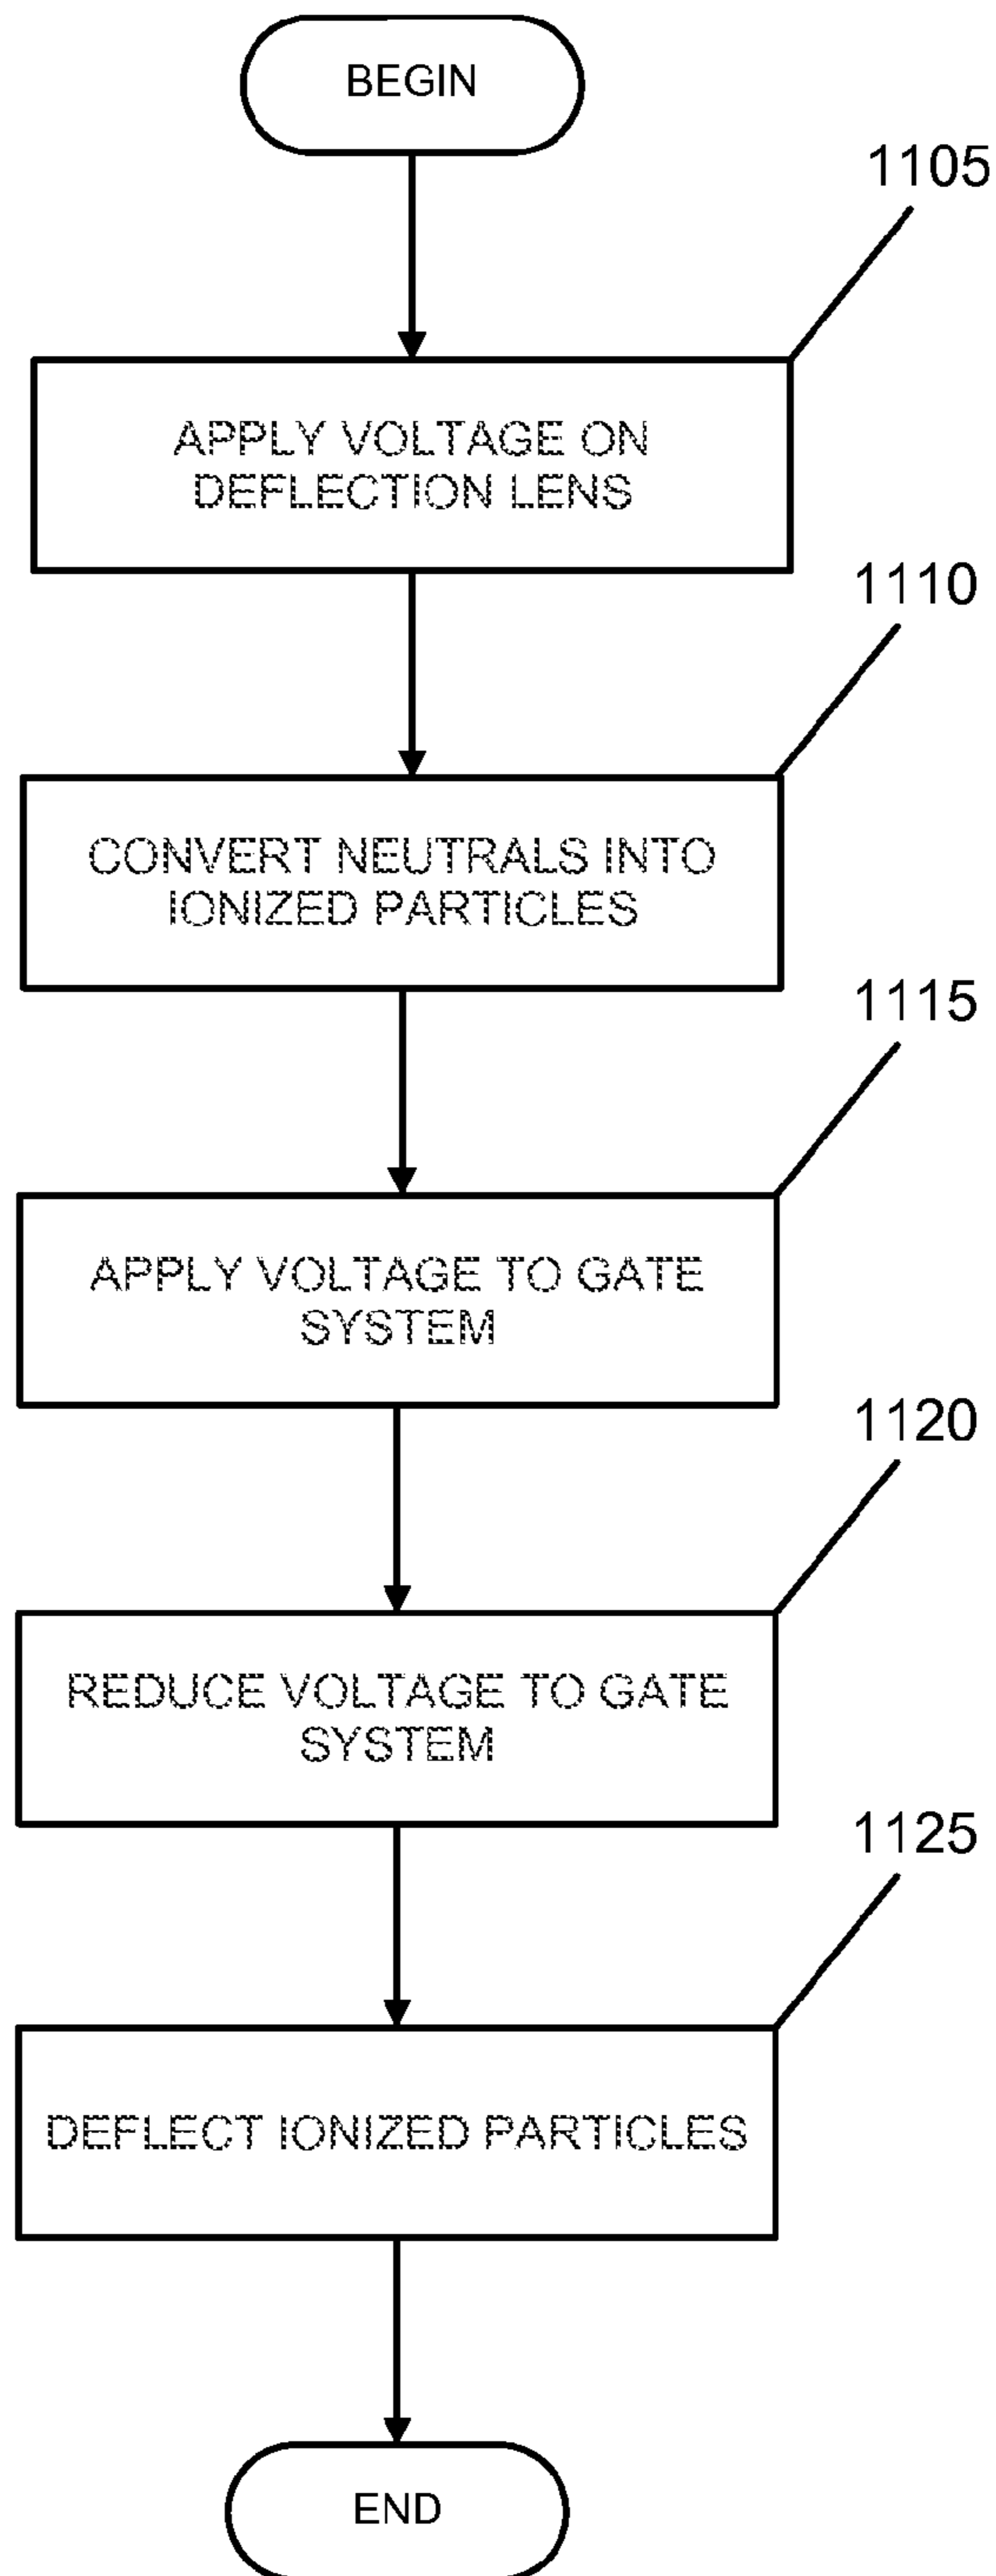 BEGIN
1105
APPLY VOLTAGE ON
DEFLECTION LENS
1110
CONVERT NEUTRALS INTO
IONIZED PARTICLES
1115
APPLY VOLTAGE TO GATE
SYSTEM
1120
REDUCE VOLTAGE TO GATE
SYSTEM
1125
DEFLECT IONIZED PARTICLES
END